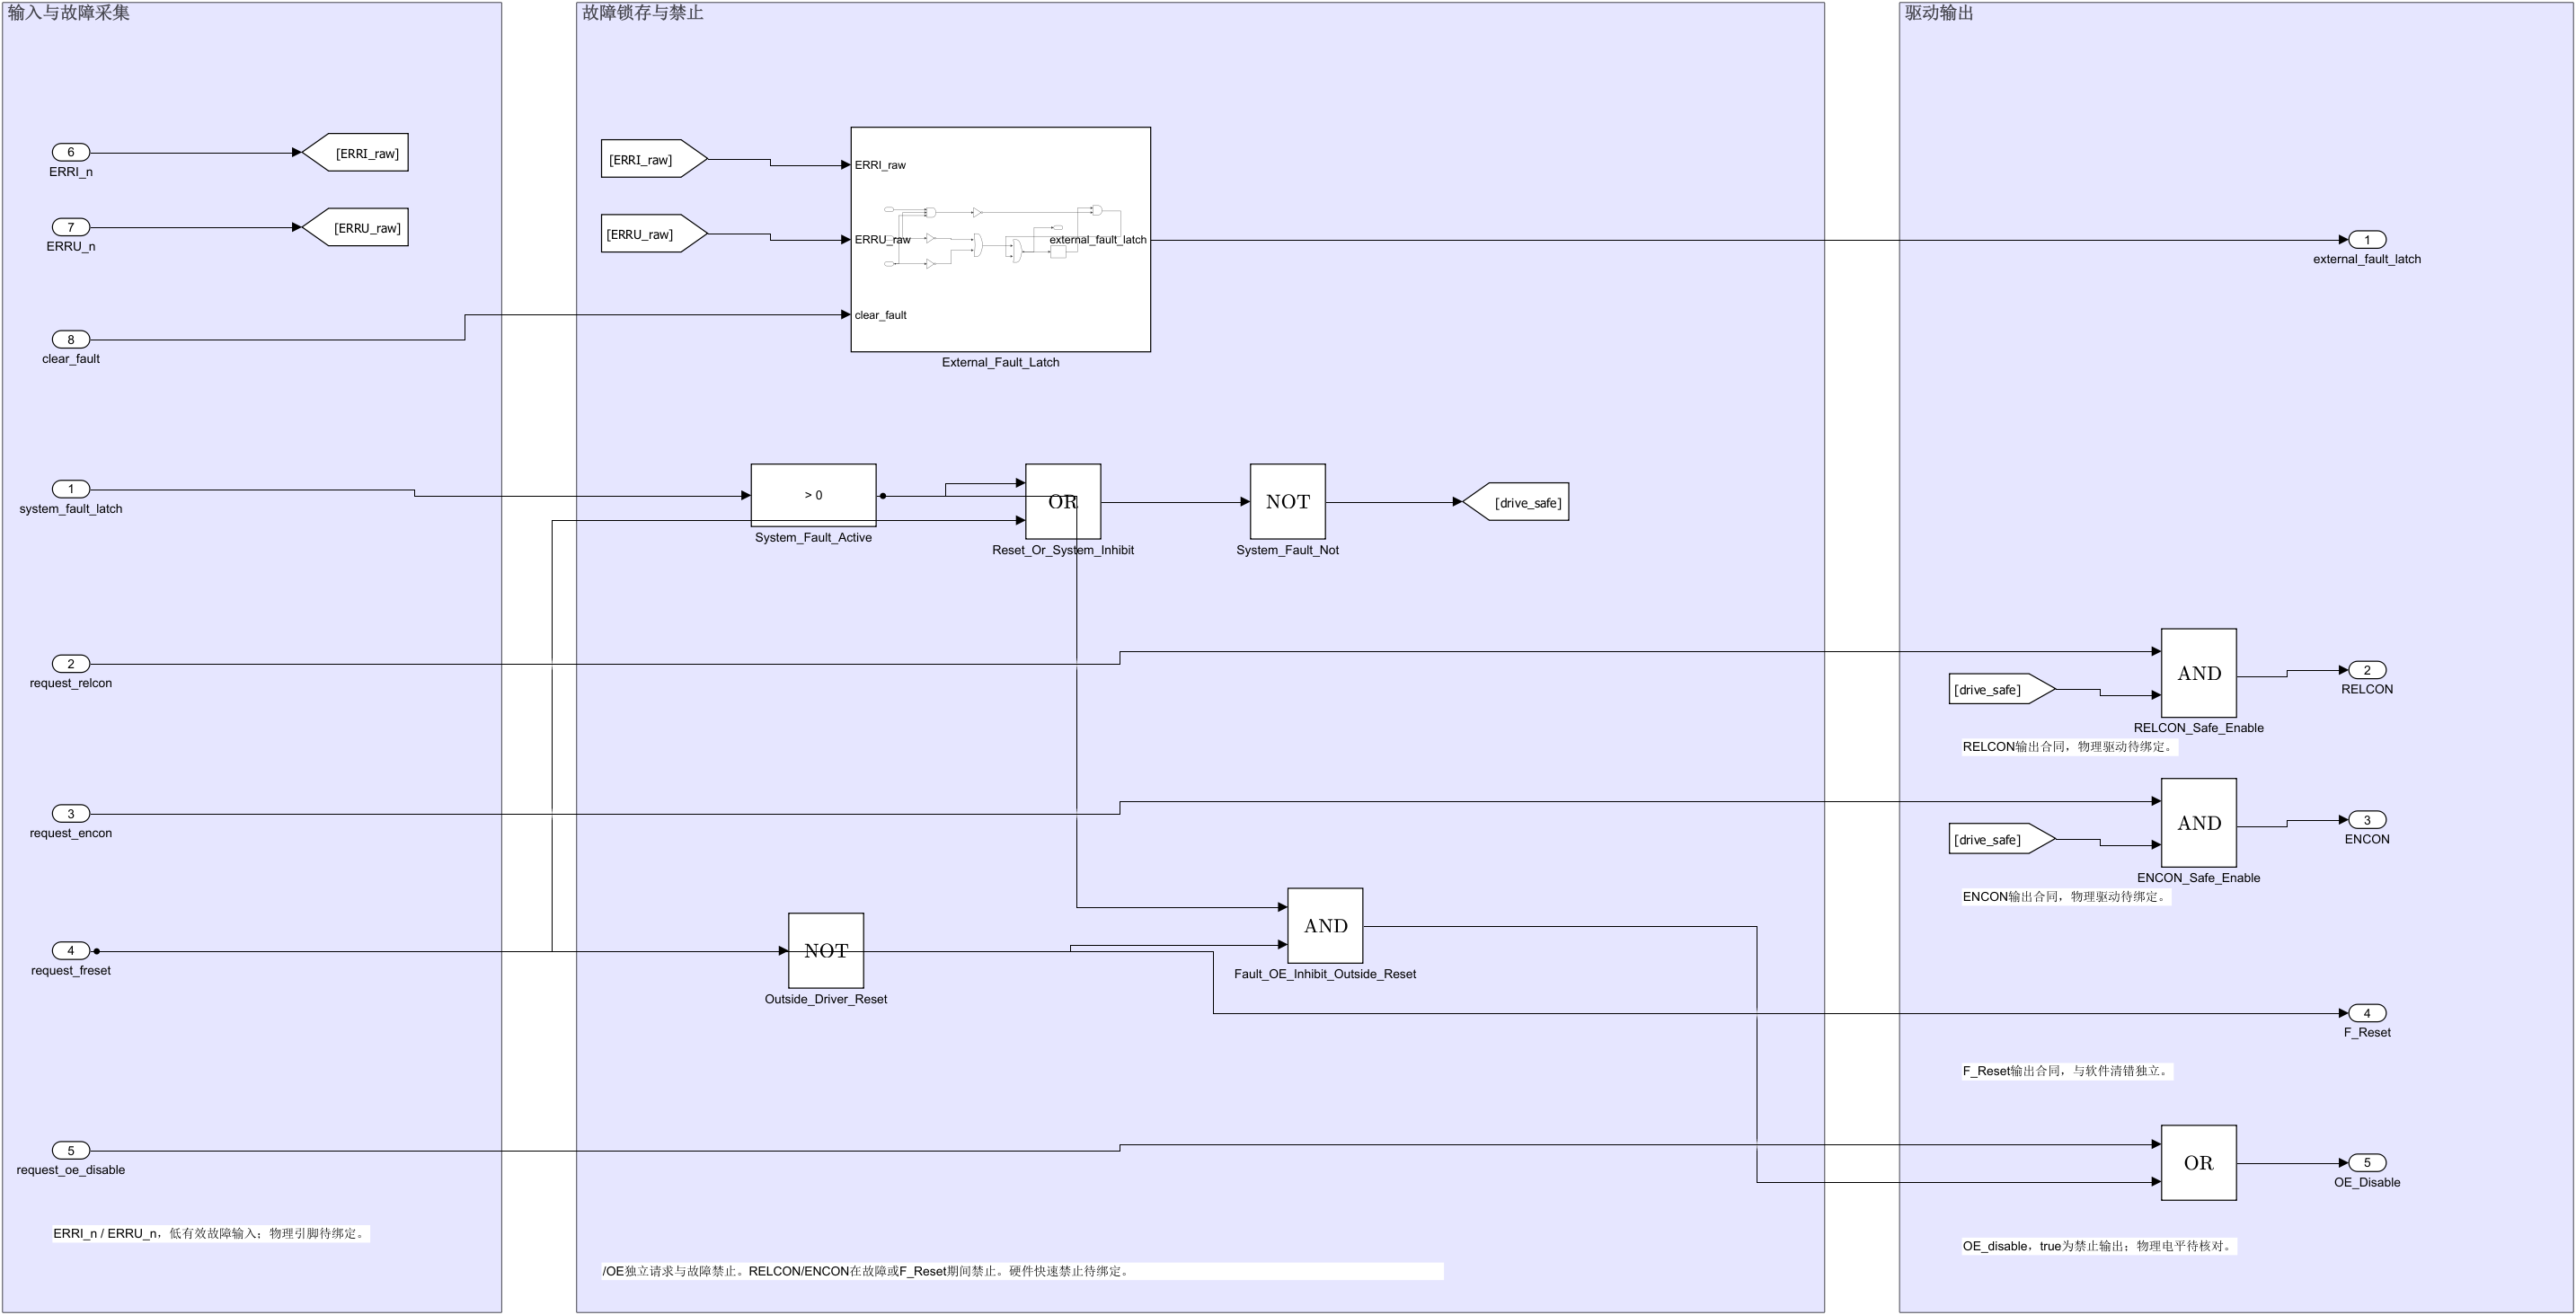 输入与故障采集
6
ERRI_n
[ERRI_raw]
7
ERRU_n
[ERRU_raw]
8
clear_fault
1
system_fault_latch
2
request_relcon
3
request_encon
4
request_freset
5
request_oe_disable
ERRI_n / ERRU_n，低有效故障输入；物理引脚待绑定。
故障锁存与禁止
[ERRI_raw]
[ERRU_raw]
ERRI_raw
ERRU_raw
clear_fault
external_fault_latch
External_Fault_Latch
> 0
System_Fault_Active
OR
Reset_Or_System_Inhibit
NOT
System_Fault_Not
[drive_safe]
NOT
Outside_Driver_Reset
AND
Fault_OE_Inhibit_Outside_Reset
/OE独立请求与故障禁止。RELCON/ENCON在故障或F_Reset期间禁止。硬件快速禁止待绑定。
驱动输出
1
external_fault_latch
[drive_safe]
AND
RELCON_Safe_Enable
2
RELCON
RELCON输出合同，物理驱动待绑定。
[drive_safe]
AND
ENCON_Safe_Enable
3
ENCON
ENCON输出合同，物理驱动待绑定。
4
F_Reset
F_Reset输出合同，与软件清错独立。
OR
5
OE_Disable
OE_disable，true为禁止输出；物理电平待核对。